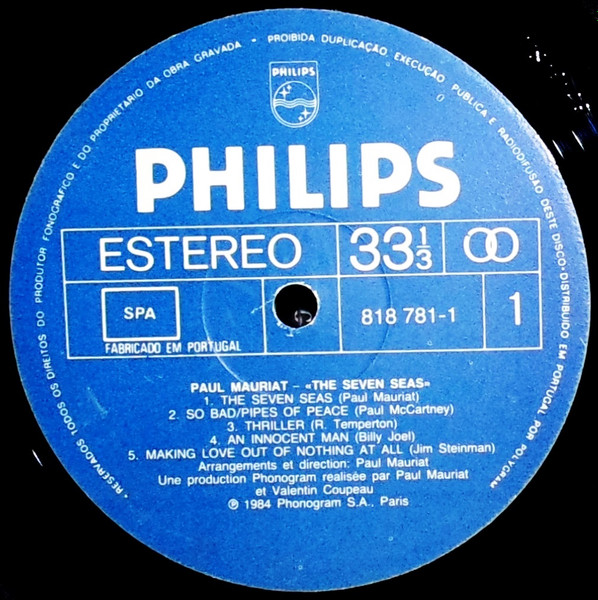 • RESERVADOS TODOS OS DIREITOS DO PRODUTOR FONOGRÁFICO E DO PROPRIETÁRIO DA OBRA GRAVADA • PROIBIDA DUPLICAÇÃO, EXECUÇÃO PÚBLICA E RADIODIFUSÃO DESTE DISCO • DISTRIBUÍDO EM PORTUGAL POR POLYGRAM
PHILIPS
PHILIPS
ESTEREO 33 1/3
SPA 818 781-1 1
FABRICADO EM PORTUGAL
PAUL MAURIAT – «THE SEVEN SEAS»
1. THE SEVEN SEAS (Paul Mauriat)
2. SO BAD/PIPES OF PEACE (Paul McCartney)
3. THRILLER (R. Temperton)
4. AN INNOCENT MAN (Billy Joel)
5. MAKING LOVE OUT OF NOTHING AT ALL (Jim Steinman)
Arrangements et direction: Paul Mauriat
Une production Phonogram realisée par Paul Mauriat
et Valentin Coupeau
℗ 1984 Phonogram S.A., Paris